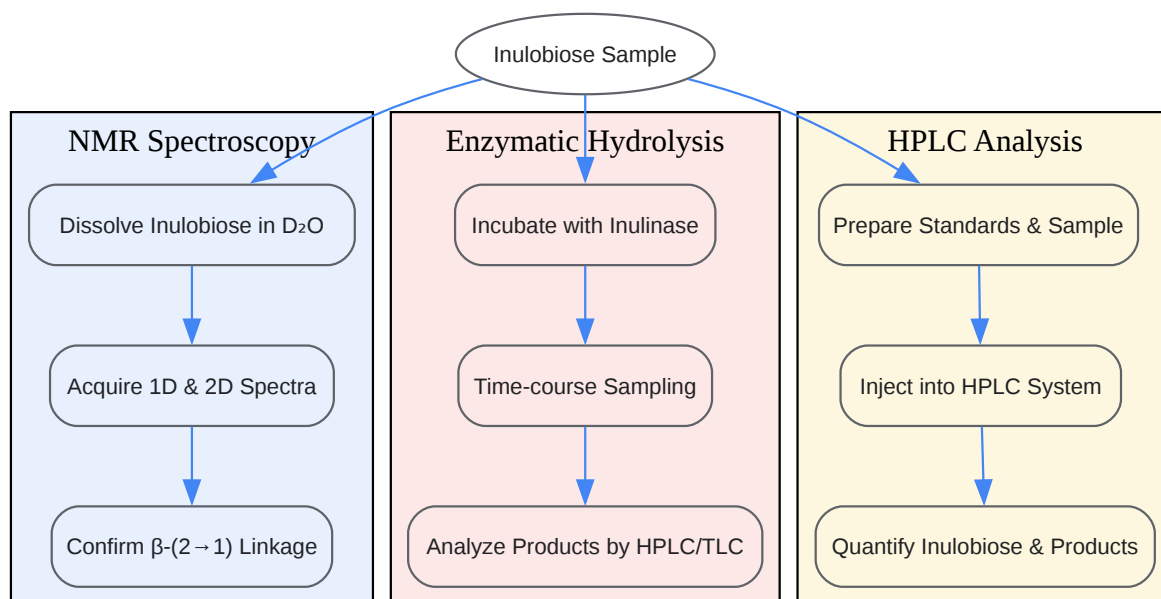 Inulobiose Sample
NMR Spectroscopy
Dissolve Inulobiose in D₂O
Acquire 1D & 2D Spectra
Confirm β-(2→1) Linkage
Enzymatic Hydrolysis
Incubate with Inulinase
Time-course Sampling
Analyze Products by HPLC/TLC
HPLC Analysis
Prepare Standards & Sample
Inject into HPLC System
Quantify Inulobiose & Products